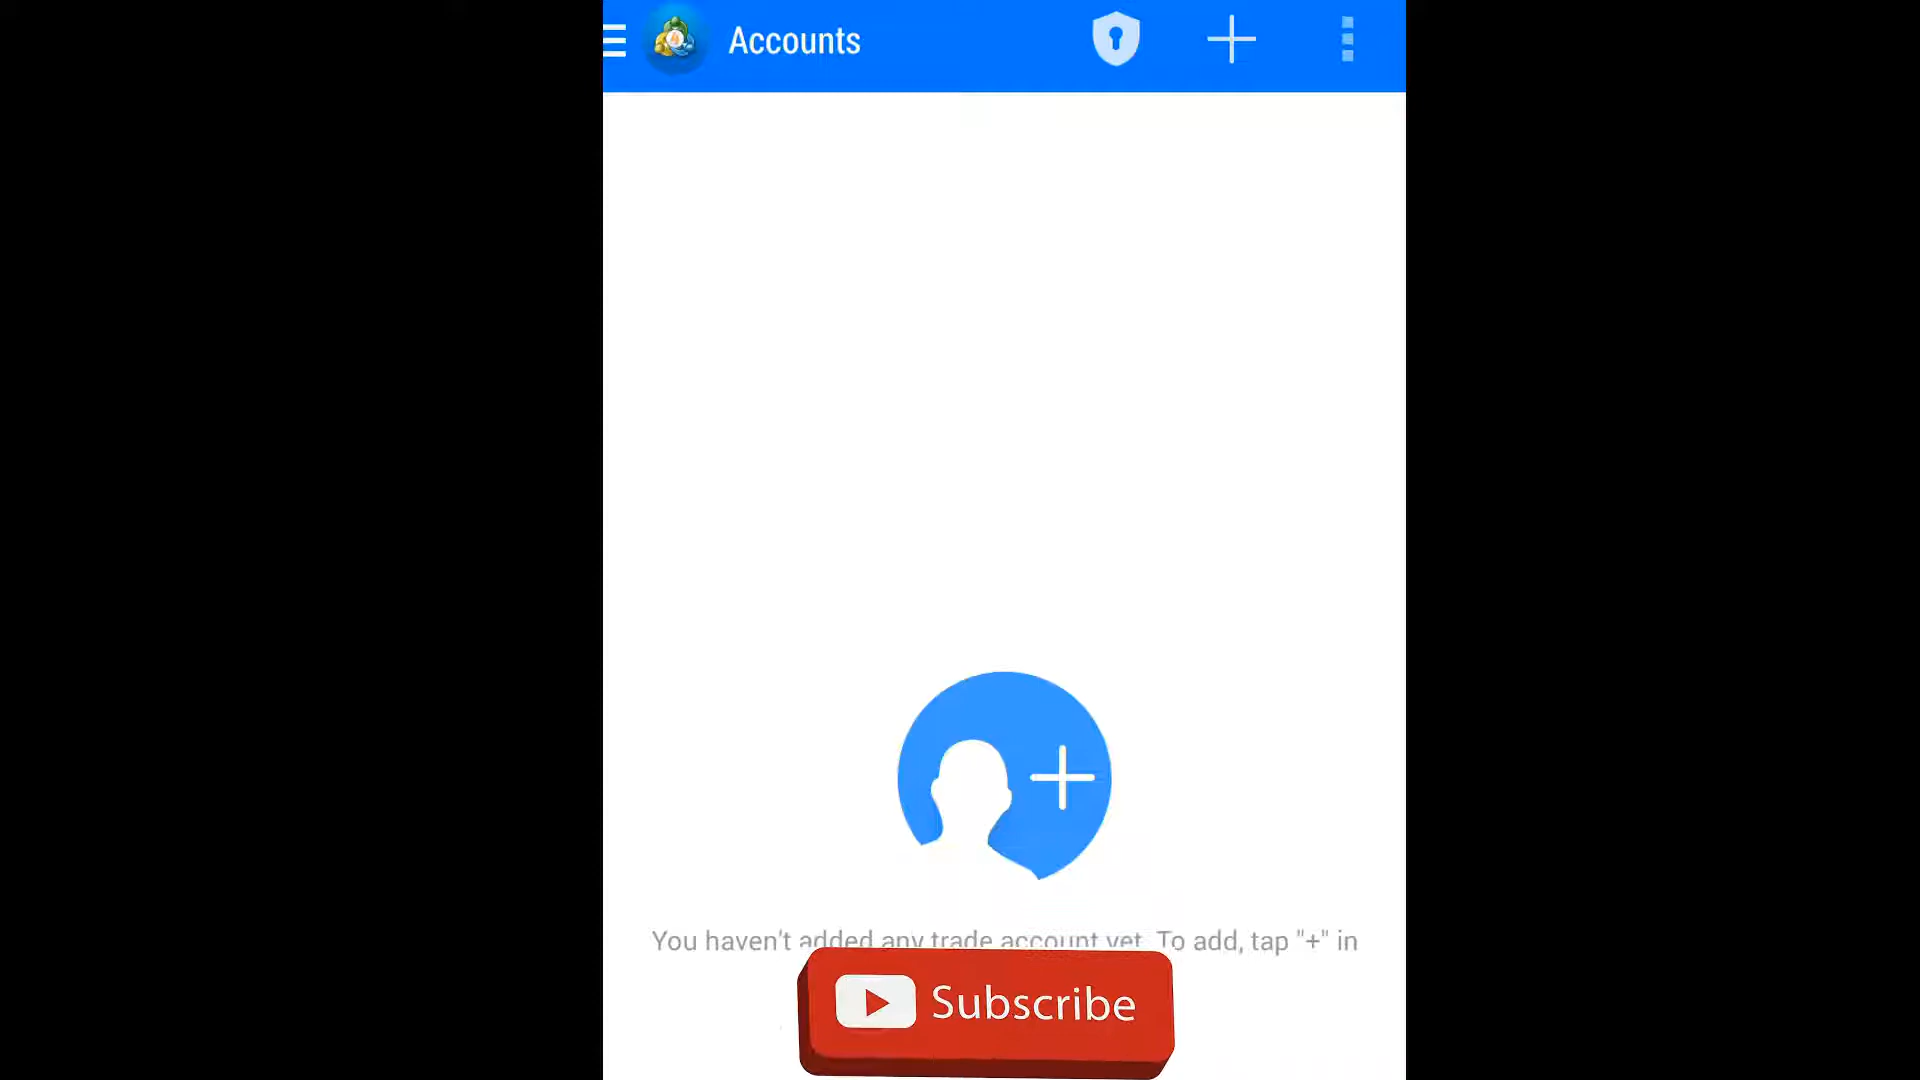 Accounts
You haven't added any trade account yet. To add, tap "+" in
Subscribe